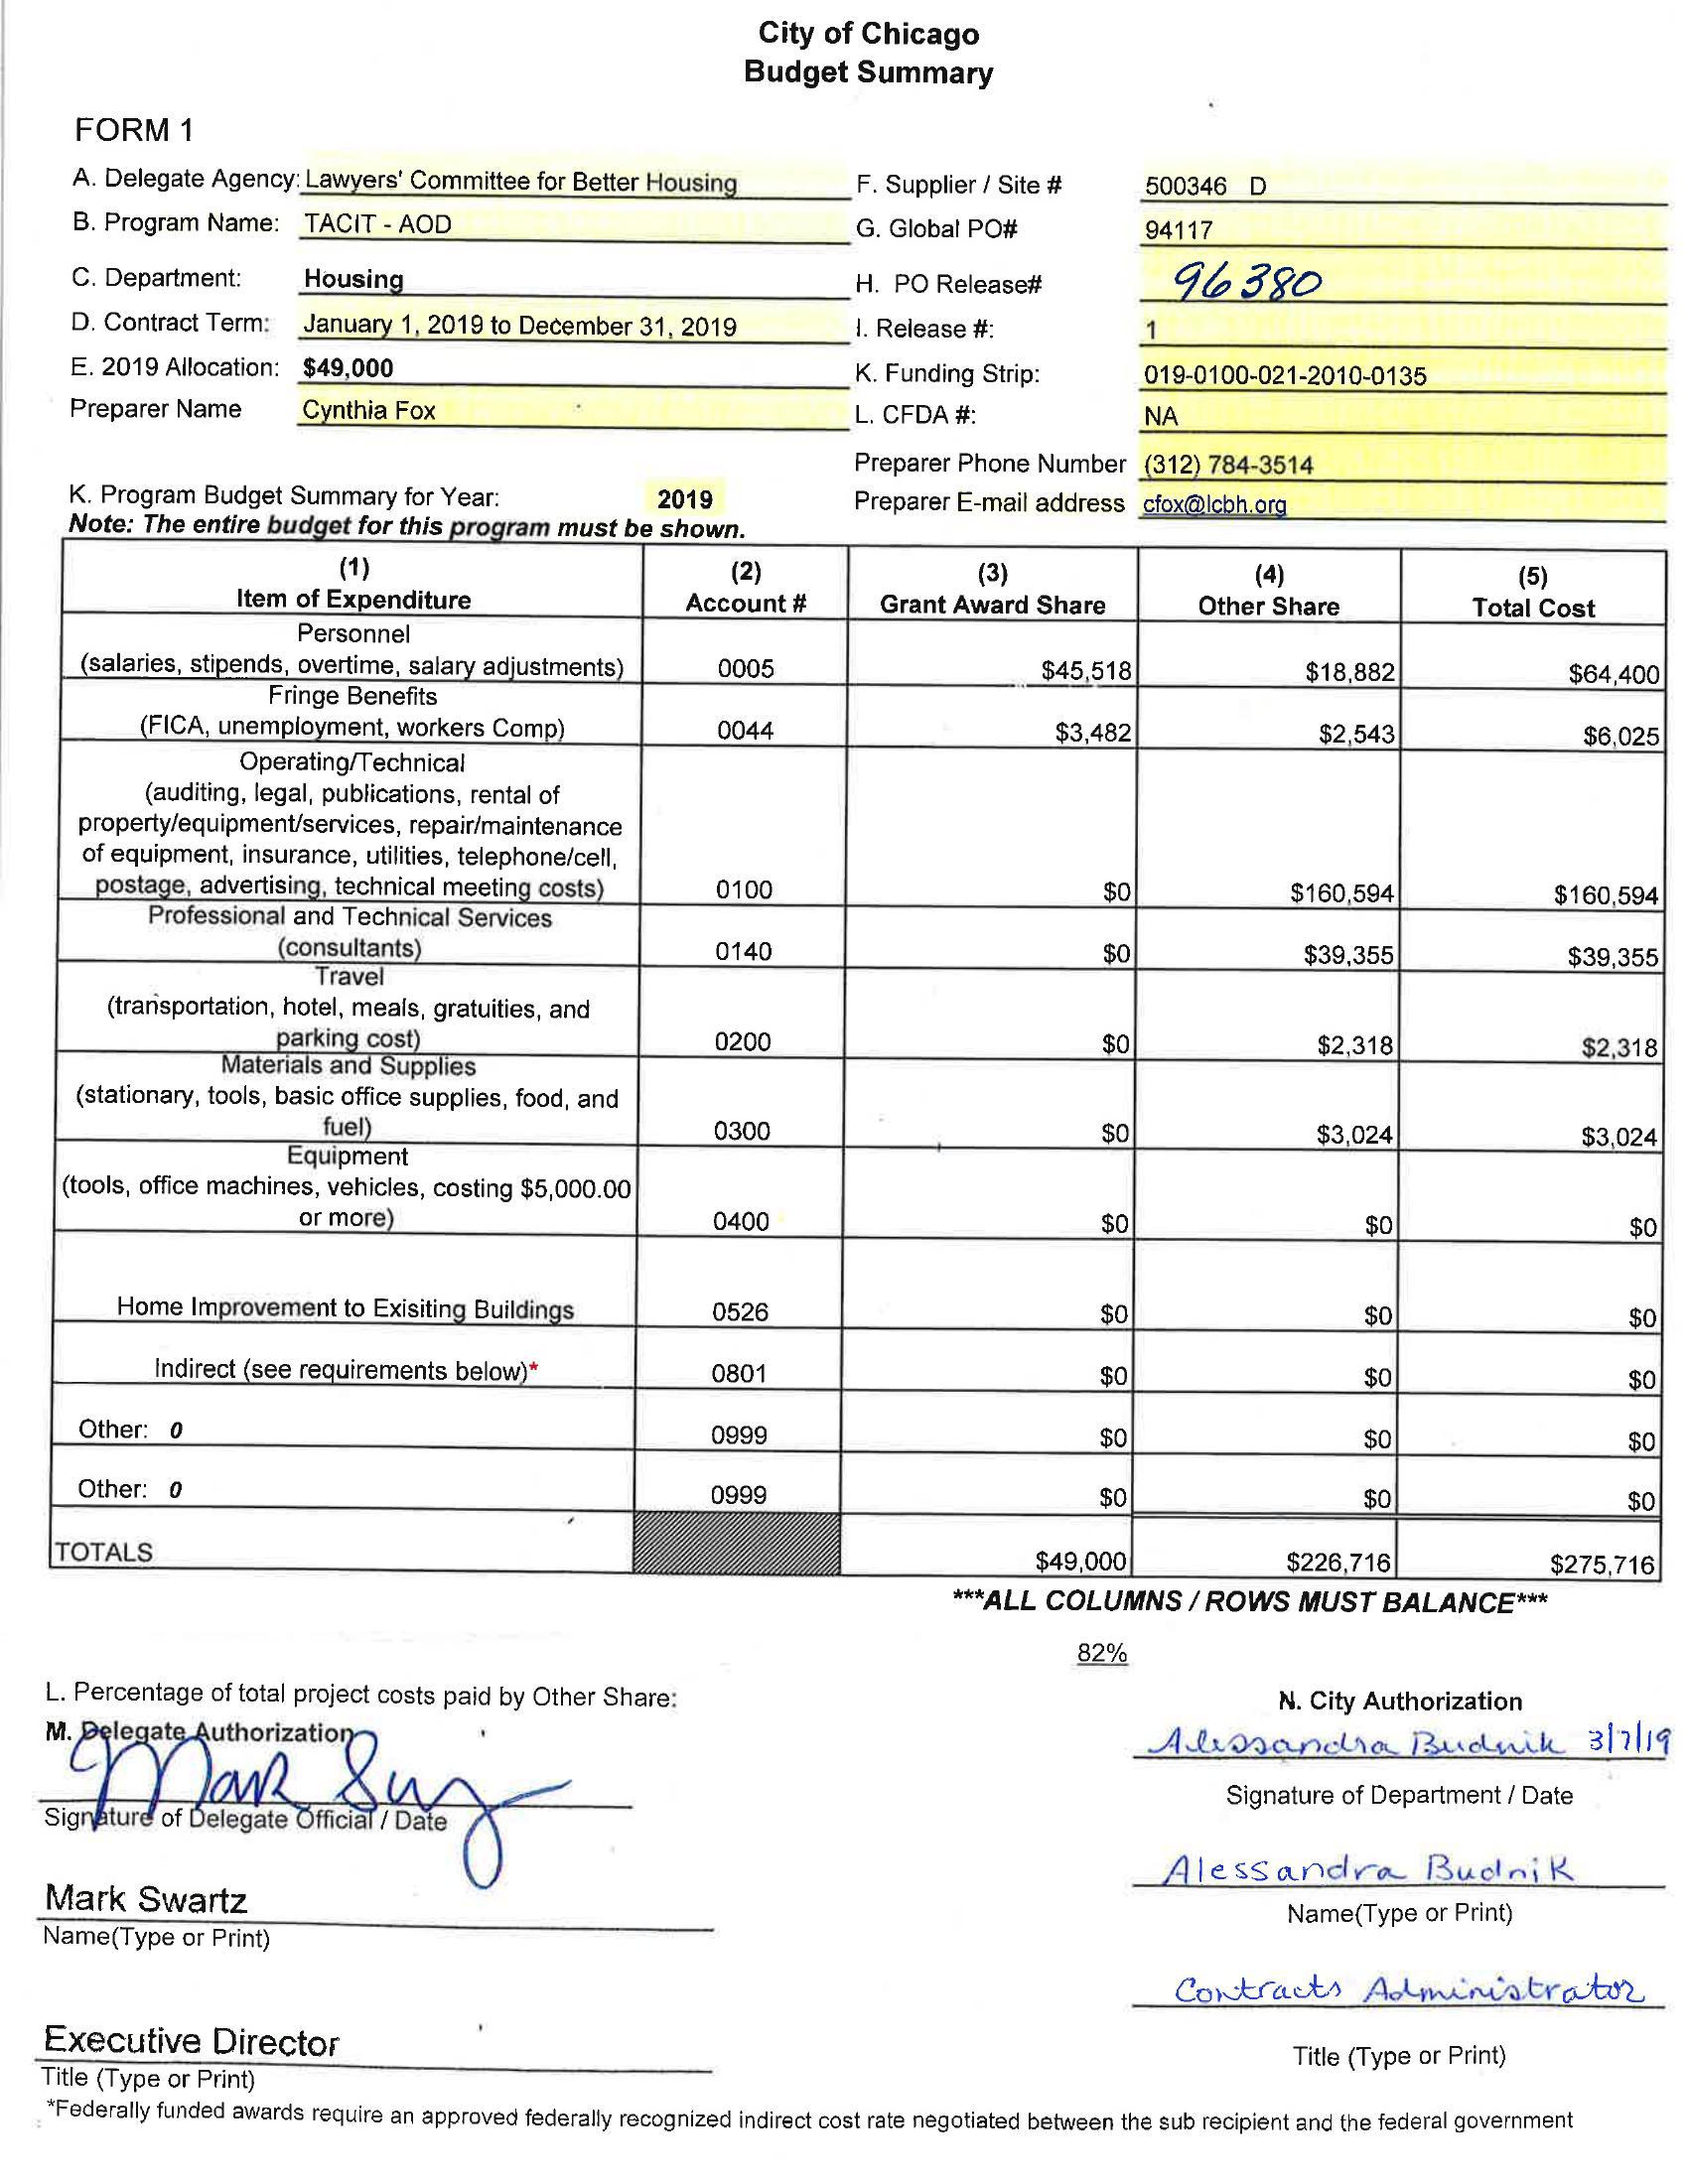 City of Chicago
Budget Summary
FORM 1
A. Delegate Agency: Lawyers' Committee for Better Housing
F. Supplier / Site # 500346 D
B. Program Name: TACIT - AOD
G. Global PO# 94117
C. Department: Housing
H. PO Release# 96380
D. Contract Term: January 1, 2019 to December 31, 2019
I. Release #: 1
E. 2019 Allocation: $49,000
K. Funding Strip: 019-0100-021-2010-0135
Preparer Name Cynthia Fox
L. CFDA #: NA
Preparer Phone Number (312) 784-3514
K. Program Budget Summary for Year: 2019
Preparer E-mail address cfox@lcbh.org
Note: The entire budget for this program must be shown.
(1) (2) (3) (4) (5)
Item of Expenditure Account # Grant Award Share Other Share Total Cost
Personnel
(salaries, stipends, overtime, salary adjustments) 0005 $45,518 $18,882 $64,400
Fringe Benefits
(FICA, unemployment, workers Comp) 0044 $3,482 $2,543 $6,025
Operating/Technical
(auditing, legal, publications, rental of
property/equipment/services, repair/maintenance
of equipment, insurance, utilities, telephone/cell,
postage, advertising, technical meeting costs) 0100 $0 $160,594 $160,594
Professional and Technical Services
(consultants) 0140 $0 $39,355 $39,355
Travel
(transportation, hotel, meals, gratuities, and
parking cost) 0200 $0 $2,318 $2,318
Materials and Supplies
(stationary, tools, basic office supplies, food, and
fuel) 0300 $0 $3,024 $3,024
Equipment
(tools, office machines, vehicles, costing $5,000.00
or more) 0400 $0 $0 $0
Home Improvement to Exisiting Buildings 0526 $0 $0 $0
Indirect (see requirements below)* 0801 $0 $0 $0
Other: 0 0999 $0 $0 $0
Other: 0 0999 $0 $0 $0
TOTALS $49,000 $226,716 $275,716
***ALL COLUMNS / ROWS MUST BALANCE***
82%
L. Percentage of total project costs paid by Other Share:
N. City Authorization
M. Delegate Authorization
Alessandra Budnik 3/7/19
Mark
Signature of Department / Date
Signature of Delegate Official / Date
Alessandra Budnik
Mark Swartz
Name(Type or Print)
Name(Type or Print)
Contracts Administrator
Executive Director
Title (Type or Print)
Title (Type or Print)
*Federally funded awards require an approved federally recognized indirect cost rate negotiated between the sub recipient and the federal government